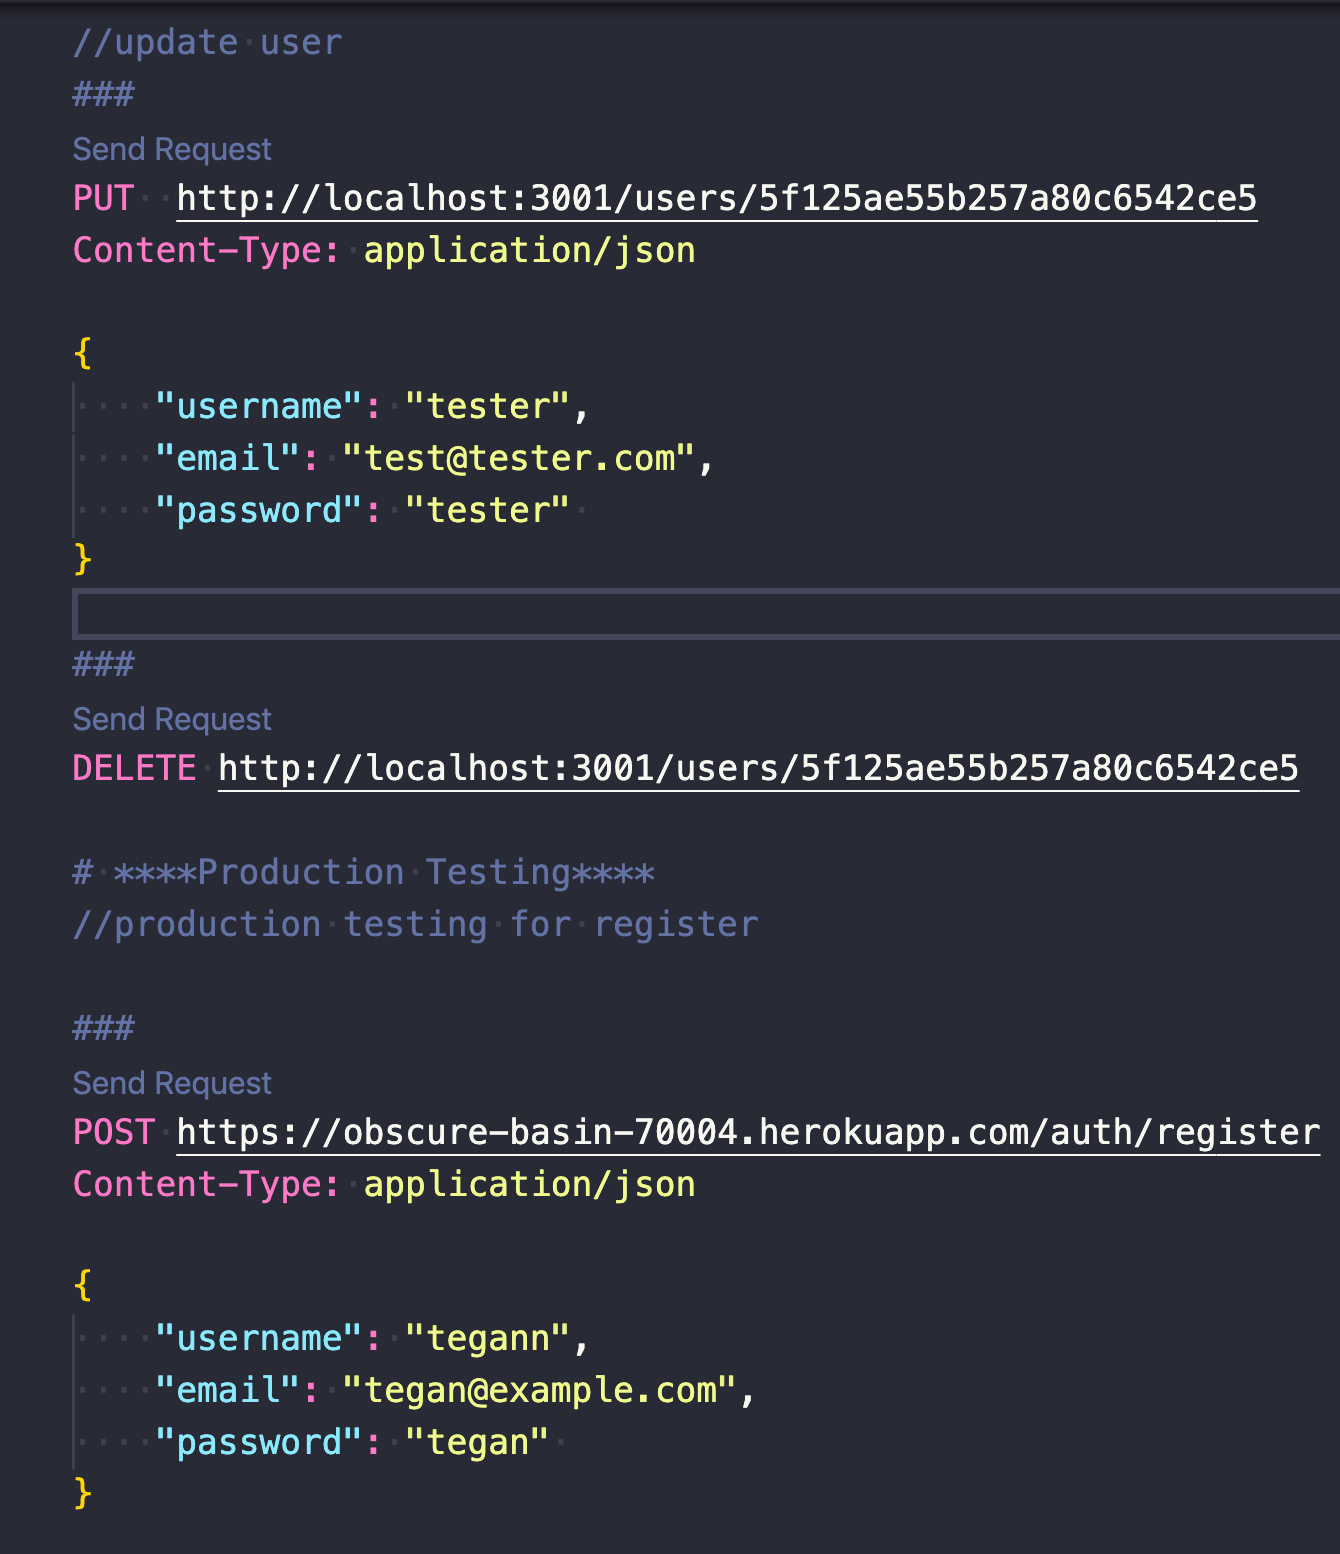 //update user
###
Send Request
PUT  http://localhost:3001/users/5f125ae55b257a80c6542ce5
Content-Type: application/json
{
    "username": "tester",
    "email": "test@tester.com",
    "password": "tester"
}
###
Send Request
DELETE http://localhost:3001/users/5f125ae55b257a80c6542ce5
# ****Production Testing****
//production testing for register
###
Send Request
POST https://obscure-basin-70004.herokuapp.com/auth/register
Content-Type: application/json
{
    "username": "tegann",
    "email": "tegan@example.com",
    "password": "tegan"
}